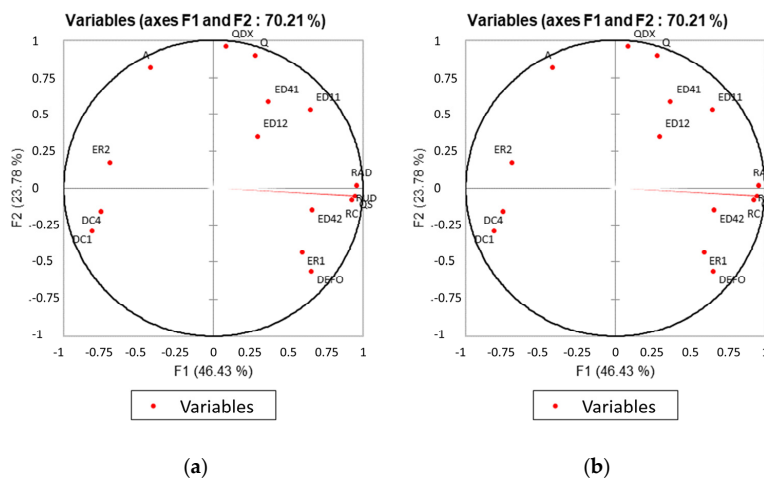 Variables (axes F1 and F2 : 70.21 %)
1
QDX
Q
A
0.75
ED41
ED11
0.5
ED12
0.25
ER2
RAD
0
RUD
QS
RC
DC4
ED42
-0.25
DC1
ER1
-0.5
DEFO
-0.75
-1
-1 -0.75 -0.5 -0.25 0 0.25 0.5 0.75 1
F2 (23.78 %)
F1 (46.43 %)
Variables
(a)
Variables (axes F1 and F2 : 70.21 %)
1
QDX
Q
A
0.75
ED41
ED11
0.5
ED12
0.25
ER2
0
RC
DC4
ED42
-0.25
DC1
ER1
-0.5
DEFO
-0.75
-1
-1 -0.75 -0.5 -0.25 0 0.25 0.5 0.75 1
F2 (23.78 %)
F1 (46.43 %)
Variables
(b)